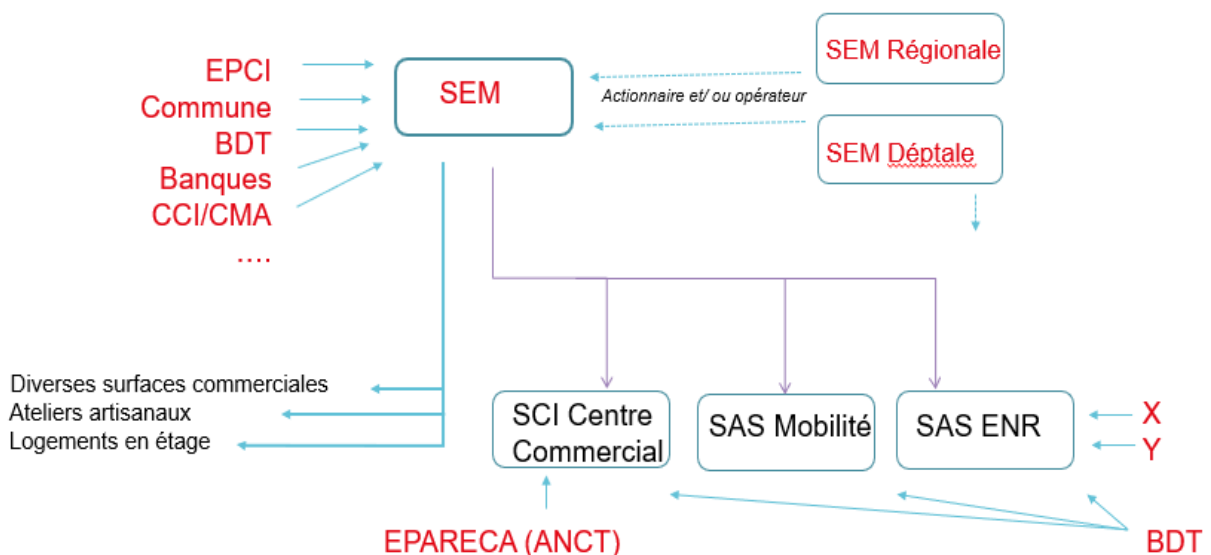 EPCI
Commune
BDT
Banques
CCI/CMA
....
SEM
SEM Régionale
Actionnaire et/ ou opérateur
SEM Déptale
Diverses surfaces commerciales
Ateliers artisanaux
Logements en étage
SCI Centre
Commercial
SAS Mobilité
SAS ENR
X
Y
EPARECA (ANCT)
BDT